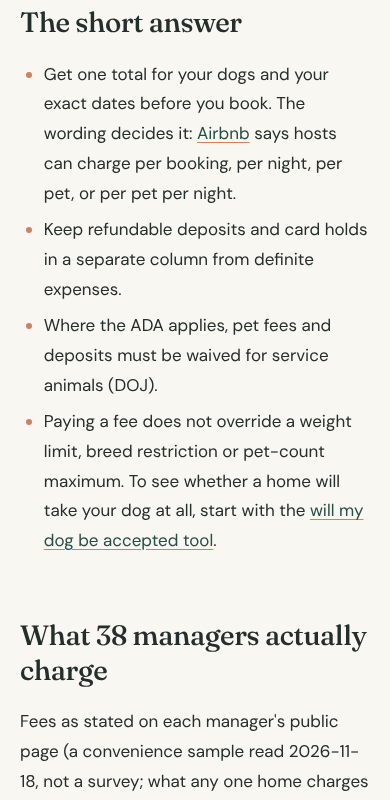 The short answer
Get one total for your dogs and your
exact dates before you book. The
wording decides it: Airbnb says hosts
can charge per booking, per night, per
pet, or per pet per night.
Keep refundable deposits and card holds
in a separate column from definite
expenses.
Where the ADA applies, pet fees and
deposits must be waived for service
animals (DOJ).
Paying a fee does not override a weight
limit, breed restriction or pet-count
maximum. To see whether a home will
take your dog at all, start with the will my
dog be accepted tool.
What 38 managers actually
charge
Fees as stated on each manager's public
page (a convenience sample read 2026-11-
18, not a survey; what any one home charges